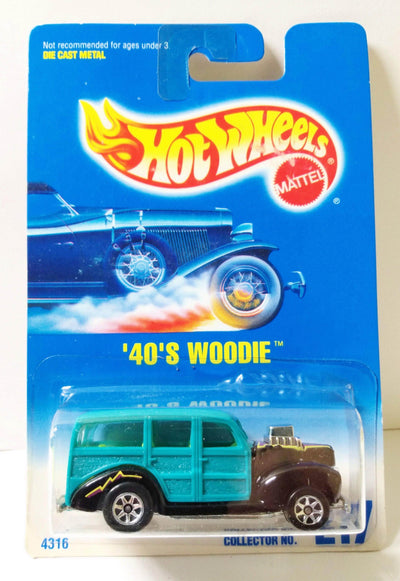 Not recommended for ages under 3.
DIE CAST METAL
Hot Wheels®
MATTEL®
'40'S WOODIE™
4316
COLLECTOR NO.